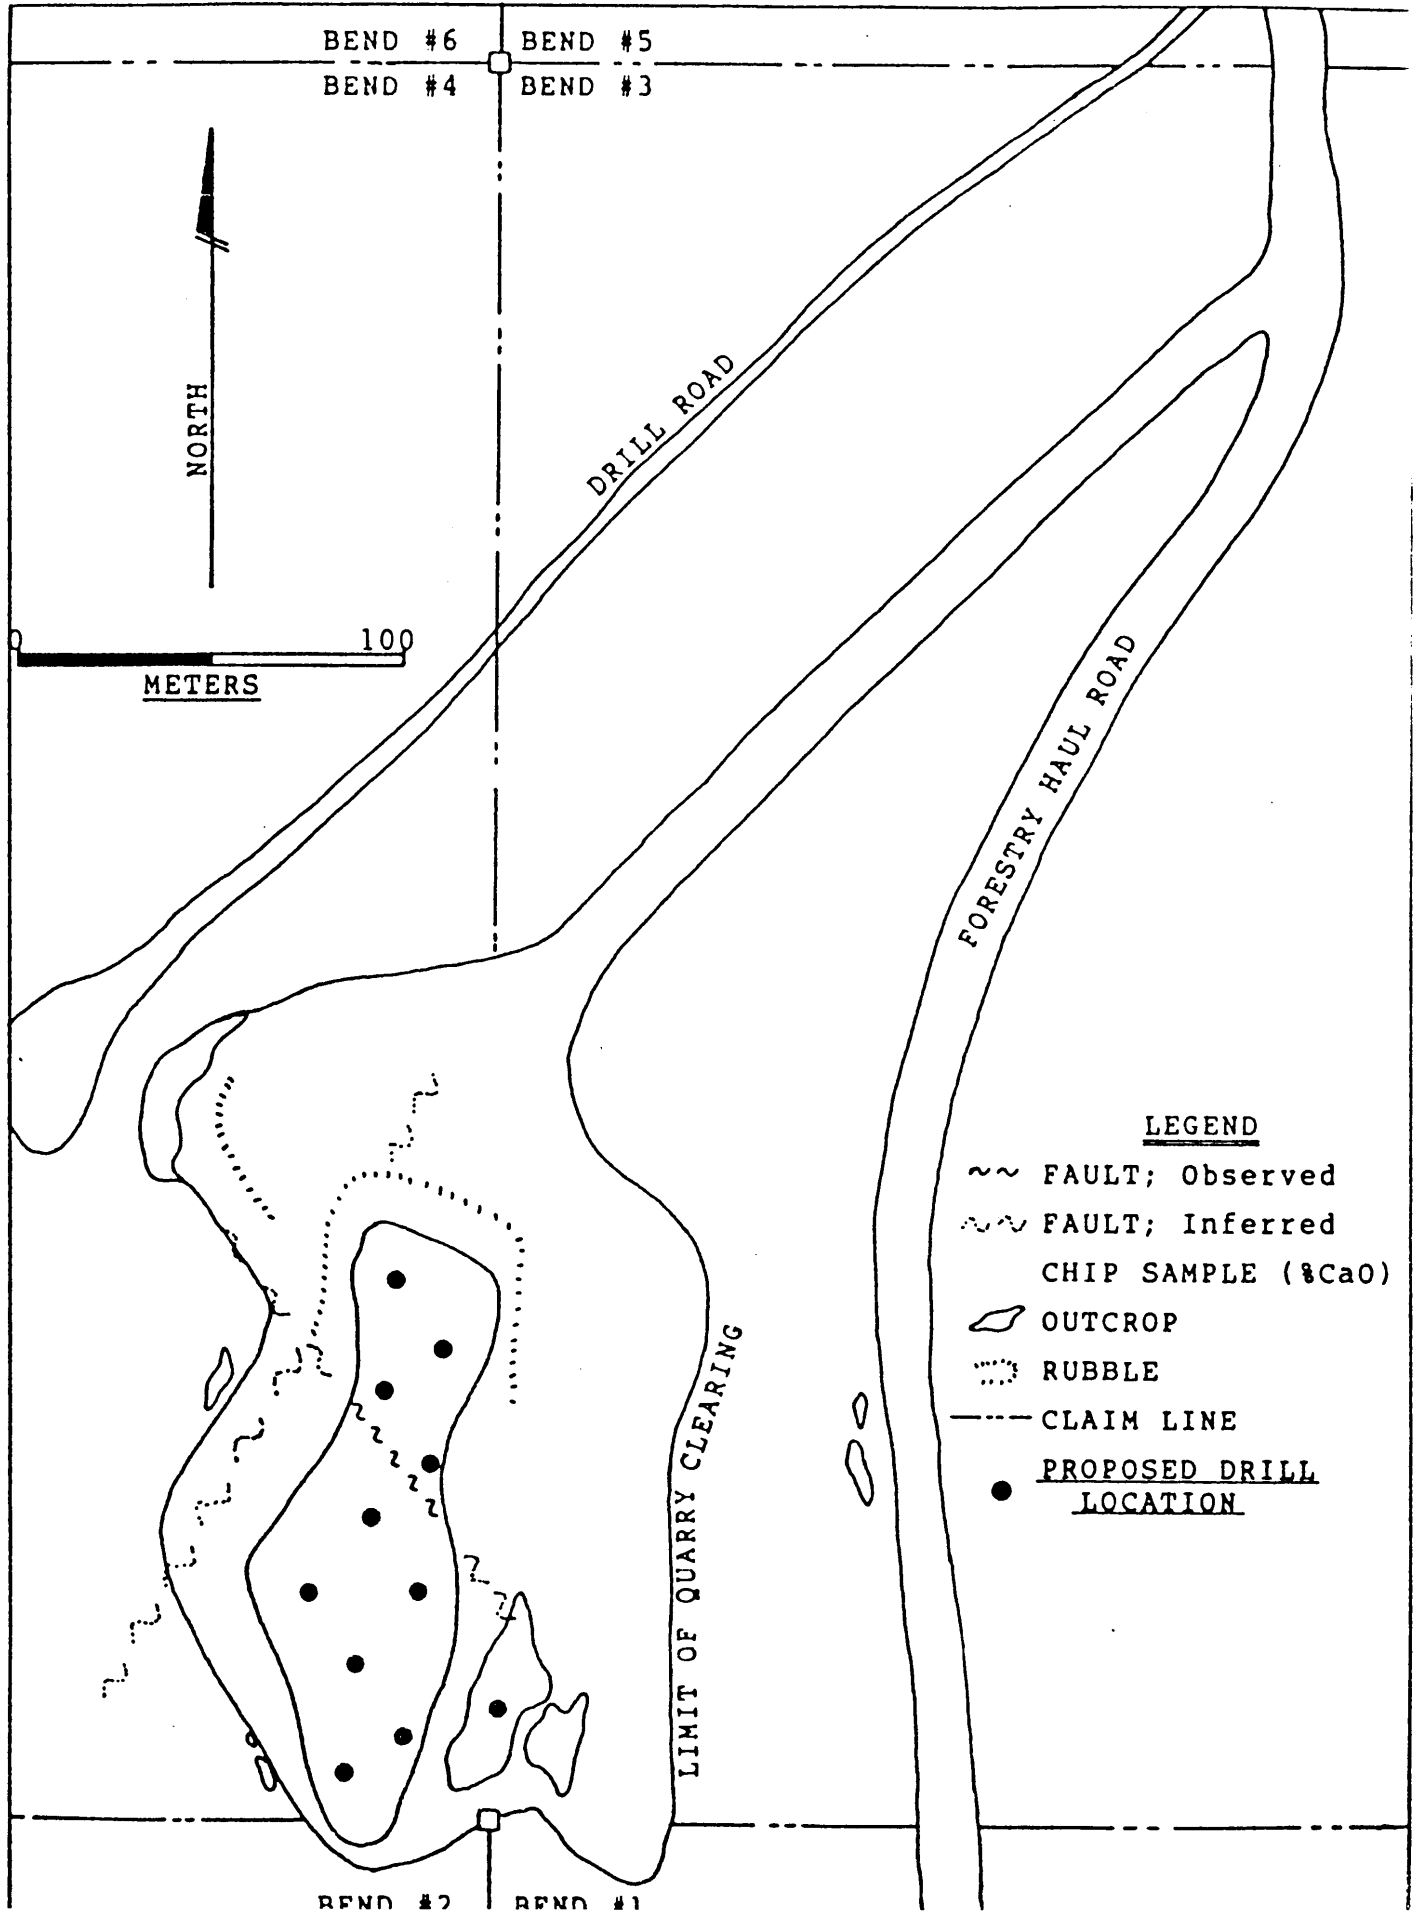 BEND #6
BEND #5
BEND #4
BEND #3
NORTH
DRILL ROAD
0 100
METERS
FORESTRY HAUL ROAD
LIMIT OF QUARRY CLEARING
LEGEND
FAULT; Observed
FAULT; Inferred
CHIP SAMPLE (%CaO)
OUTCROP
RUBBLE
CLAIM LINE
PROPOSED DRILL
LOCATION
BEND #2
BEND #1